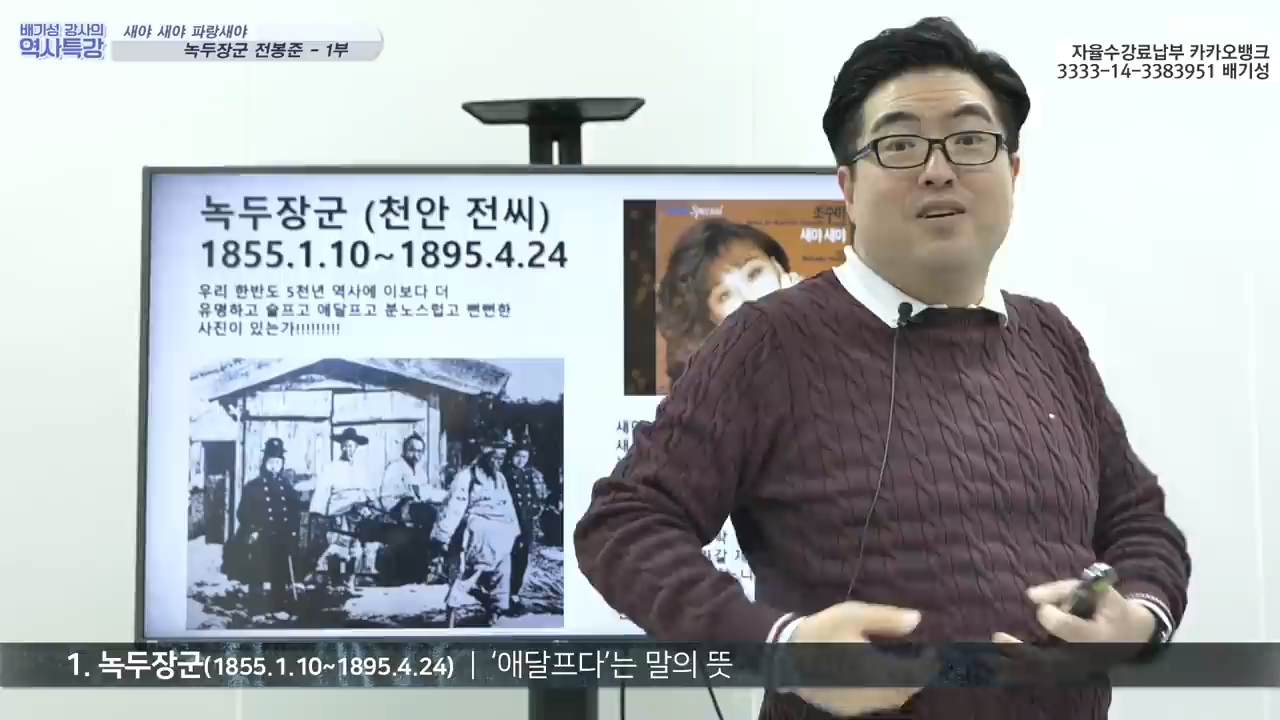 배기성 강사의
역사특강
새야 새야 파랑새야
녹두장군 전봉준 - 1부
자율수강료납부 카카오뱅크
3333-14-3383951 배기성
녹두장군 (천안 전씨)
1855.1.10~1895.4.24
우리 한반도 5천년 역사에 이보다 더
유명하고 슬프고 애달프고 분노스럽고 뻔뻔한
사진이 있는가!!!!!!!!!
Special
조수미
새야 새야
1. 녹두장군(1855.1.10~1895.4.24) | ‘애달프다’는 말의 뜻